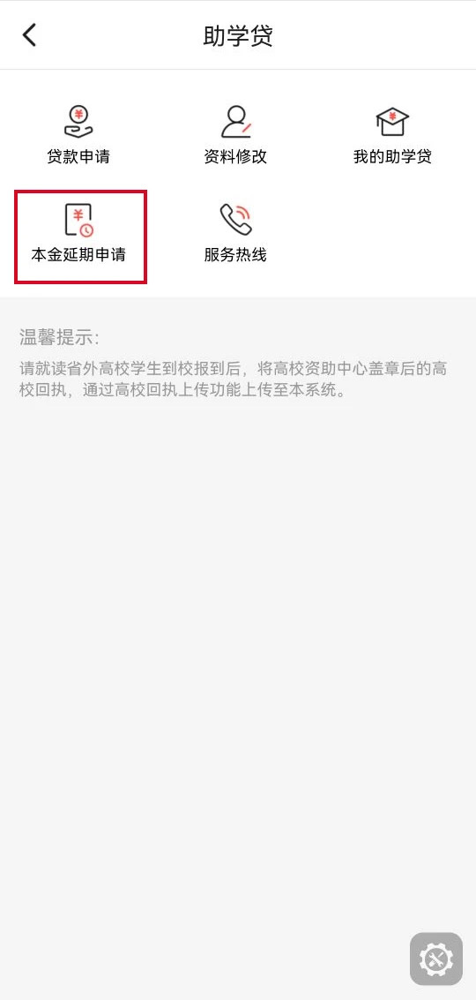 助学贷
贷款申请
资料修改
我的助学贷
本金延期申请
服务热线
温馨提示：
请就读省外高校学生到校报到后，将高校资助中心盖章后的高
校回执，通过高校回执上传功能上传至本系统。